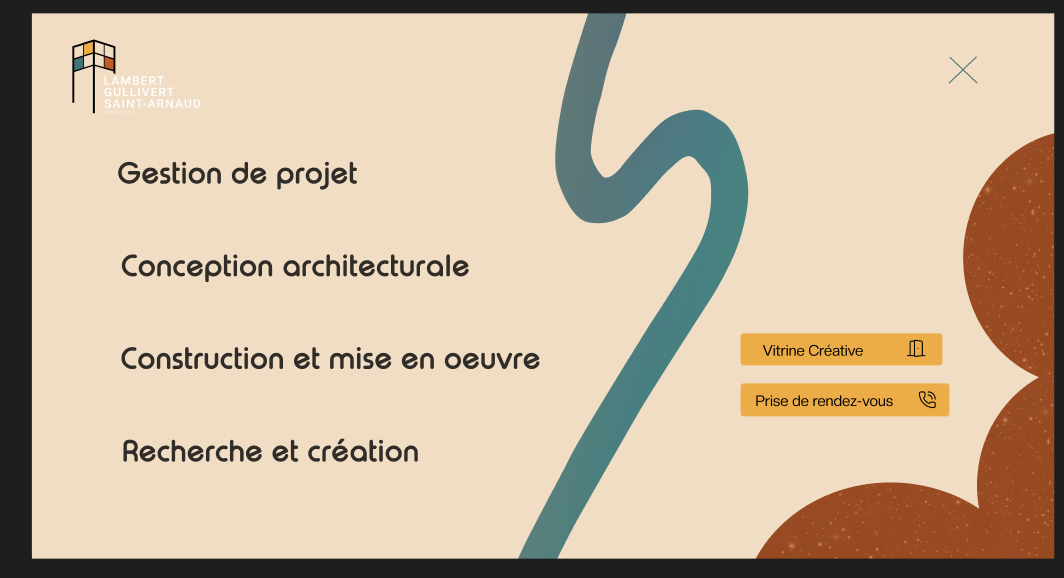 LAMBERT
GULLIVERT
SAINT-ARNAUD
Gestion de projet
Conception architecturale
Construction et mise en oeuvre
Recherche et création
Vitrine Créative
Prise de rendez-vous